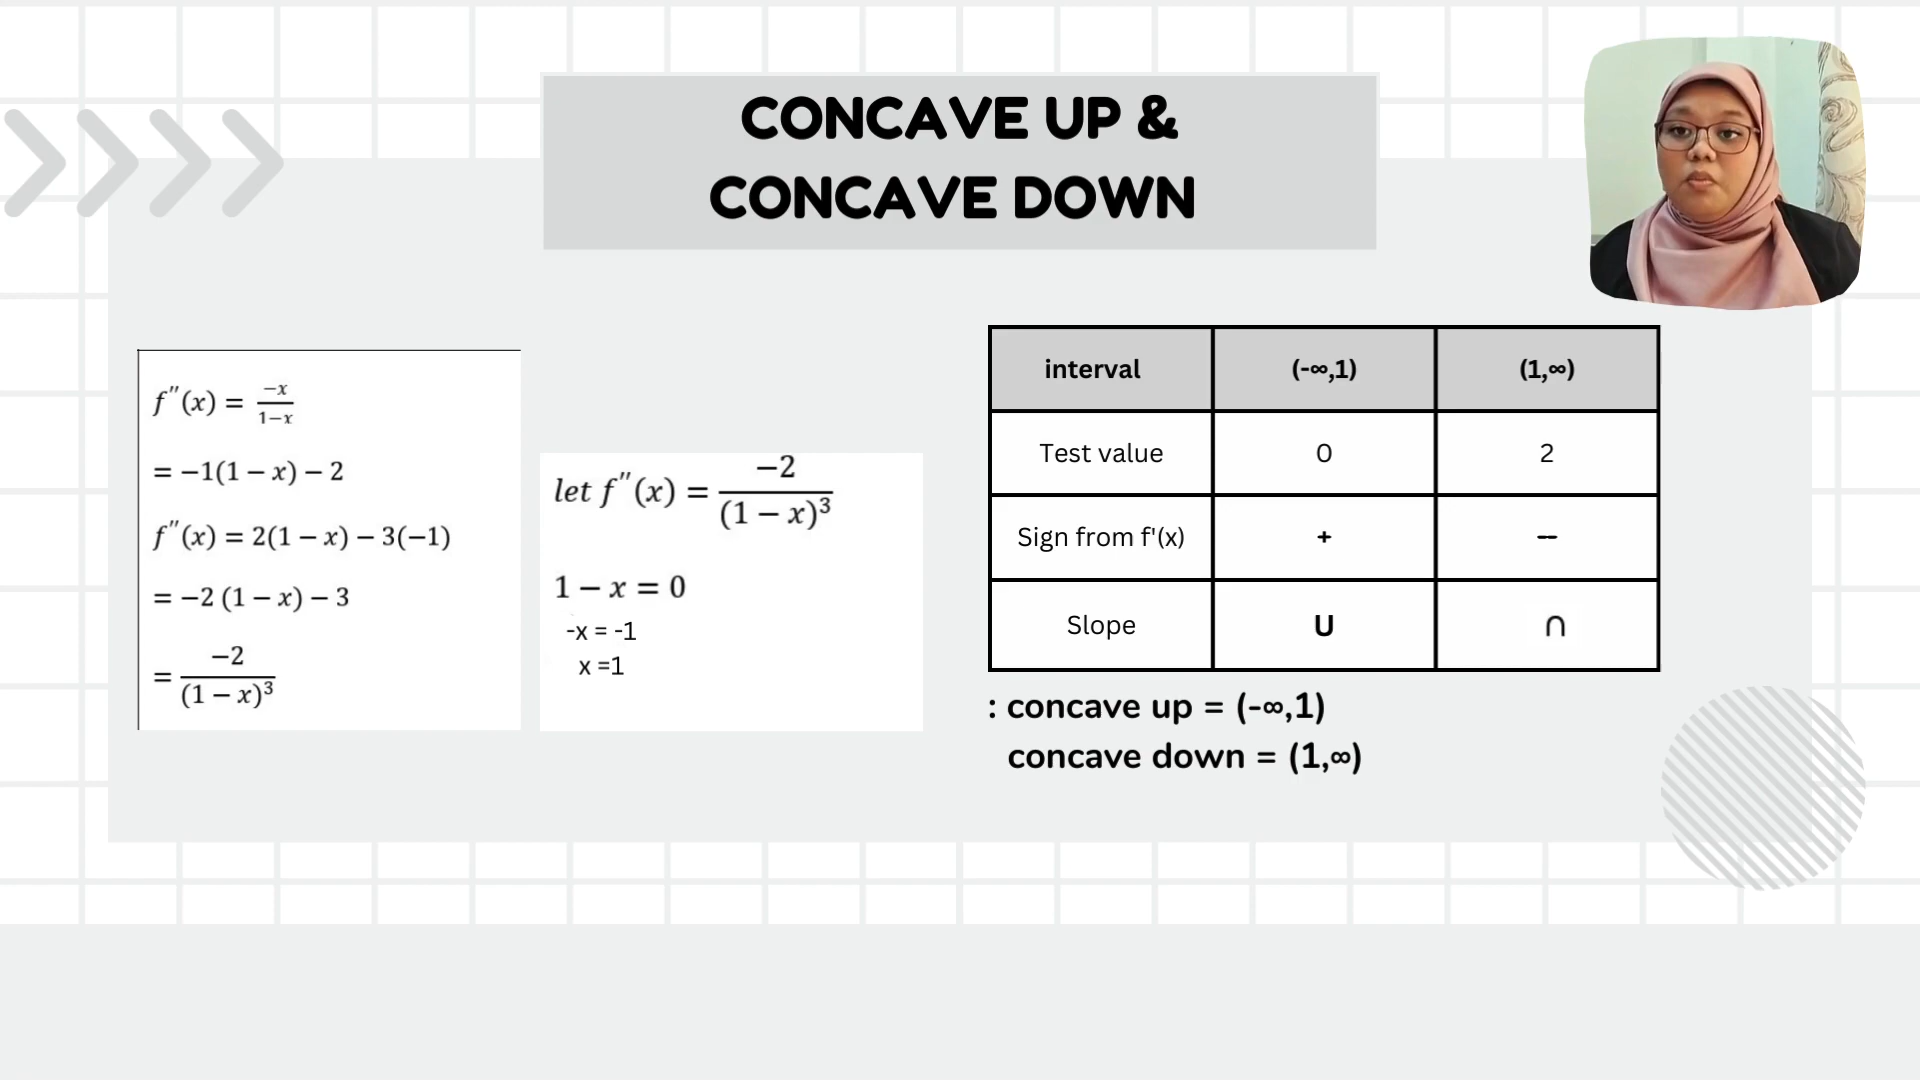 CONCAVE UP &
CONCAVE DOWN
f″(x) = −x/1−x
= −1(1 − x) − 2
f″(x) = 2(1 − x) − 3(−1)
= −2 (1 − x) − 3
= −2/(1 − x)³
let f″(x) = −2/(1 − x)³
1 − x = 0
-x = -1
x =1
interval (-∞,1) (1,∞)
Test value 0 2
Sign from f'(x) + --
Slope U ∩
: concave up = (-∞,1)
concave down = (1,∞)